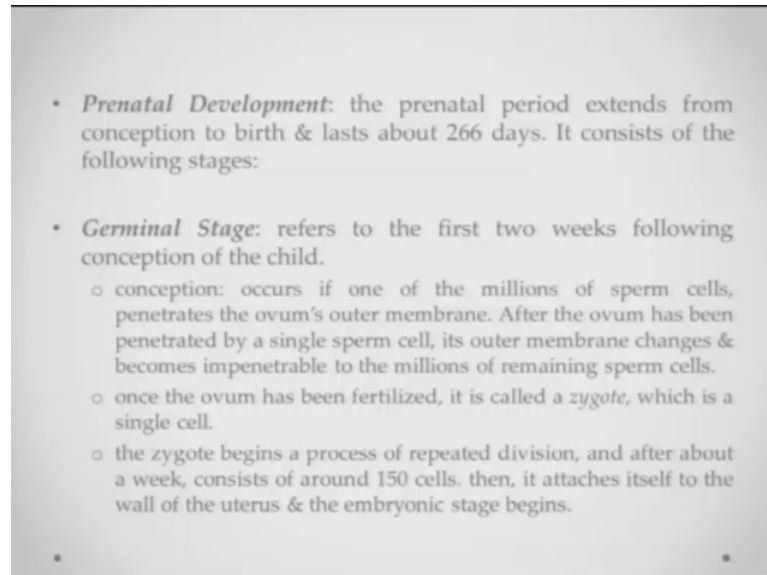 • Prenatal Development: the prenatal period extends from
conception to birth & lasts about 266 days. It consists of the
following stages:
• Germinal Stage: refers to the first two weeks following
conception of the child.
o conception: occurs if one of the millions of sperm cells,
penetrates the ovum's outer membrane. After the ovum has been
penetrated by a single sperm cell, its outer membrane changes &
becomes impenetrable to the millions of remaining sperm cells.
o once the ovum has been fertilized, it is called a zygote, which is a
single cell.
o the zygote begins a process of repeated division, and after about
a week, consists of around 150 cells. then, it attaches itself to the
wall of the uterus & the embryonic stage begins.